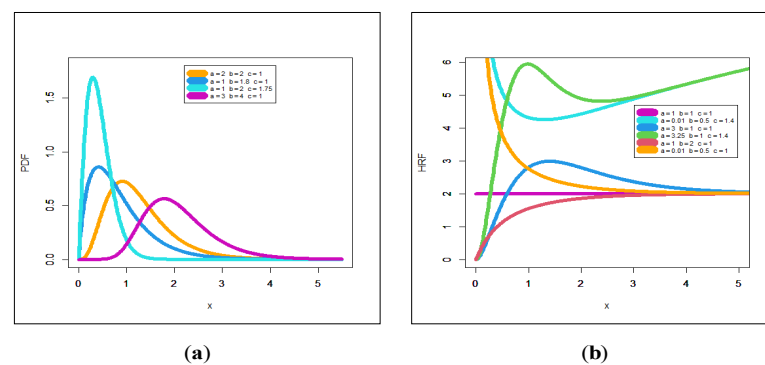 a=2 b=2 c=1
a=1 b=1.8 c=1
a=1 b=2 c=1.75
a=3 b=4 c=1
PDF
0.0 0.5 1.0 1.5
0 1 2 3 4 5
x
(a)
a=1 b=1 c=1
a=0.01 b=0.5 c=1.4
a=3 b=1 c=1
a=3.25 b=1 c=1.4
a=1 b=2 c=1
a=0.01 b=0.5 c=1
HRF
0 1 2 3 4 5 6
0 1 2 3 4 5
x
(b)